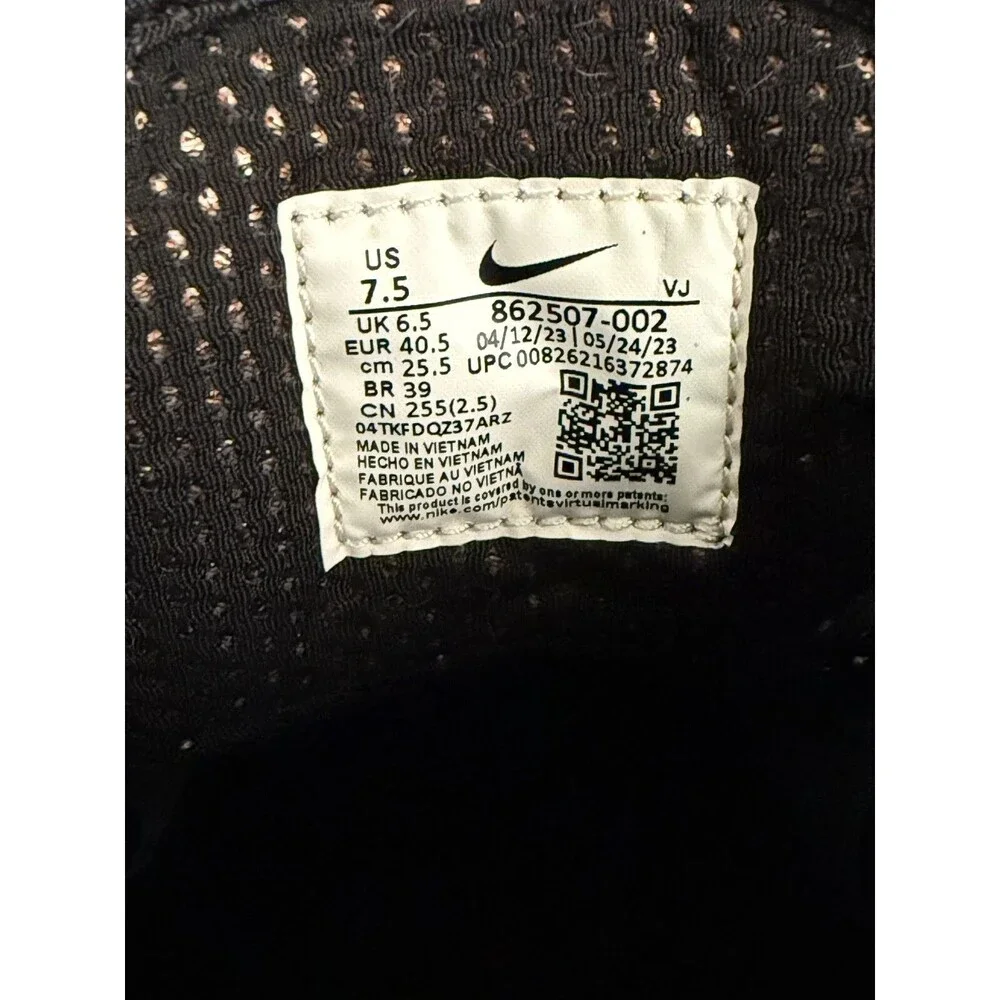 US
7.5
VJ
UK 6.5
862507-002
EUR 40.5
04/12/23 | 05/24/23
cm 25.5
UPC 00826216372874
BR 39
CN 255(2.5)
04TKFDQZ37ARZ
MADE IN VIETNAM
HECHO EN VIETNAM
FABRIQUE AU VIETNAM
FABRICADO NO VIETNÃ
This product is covered by one or more patents:
www.nike.com/patentsvirtualmarking